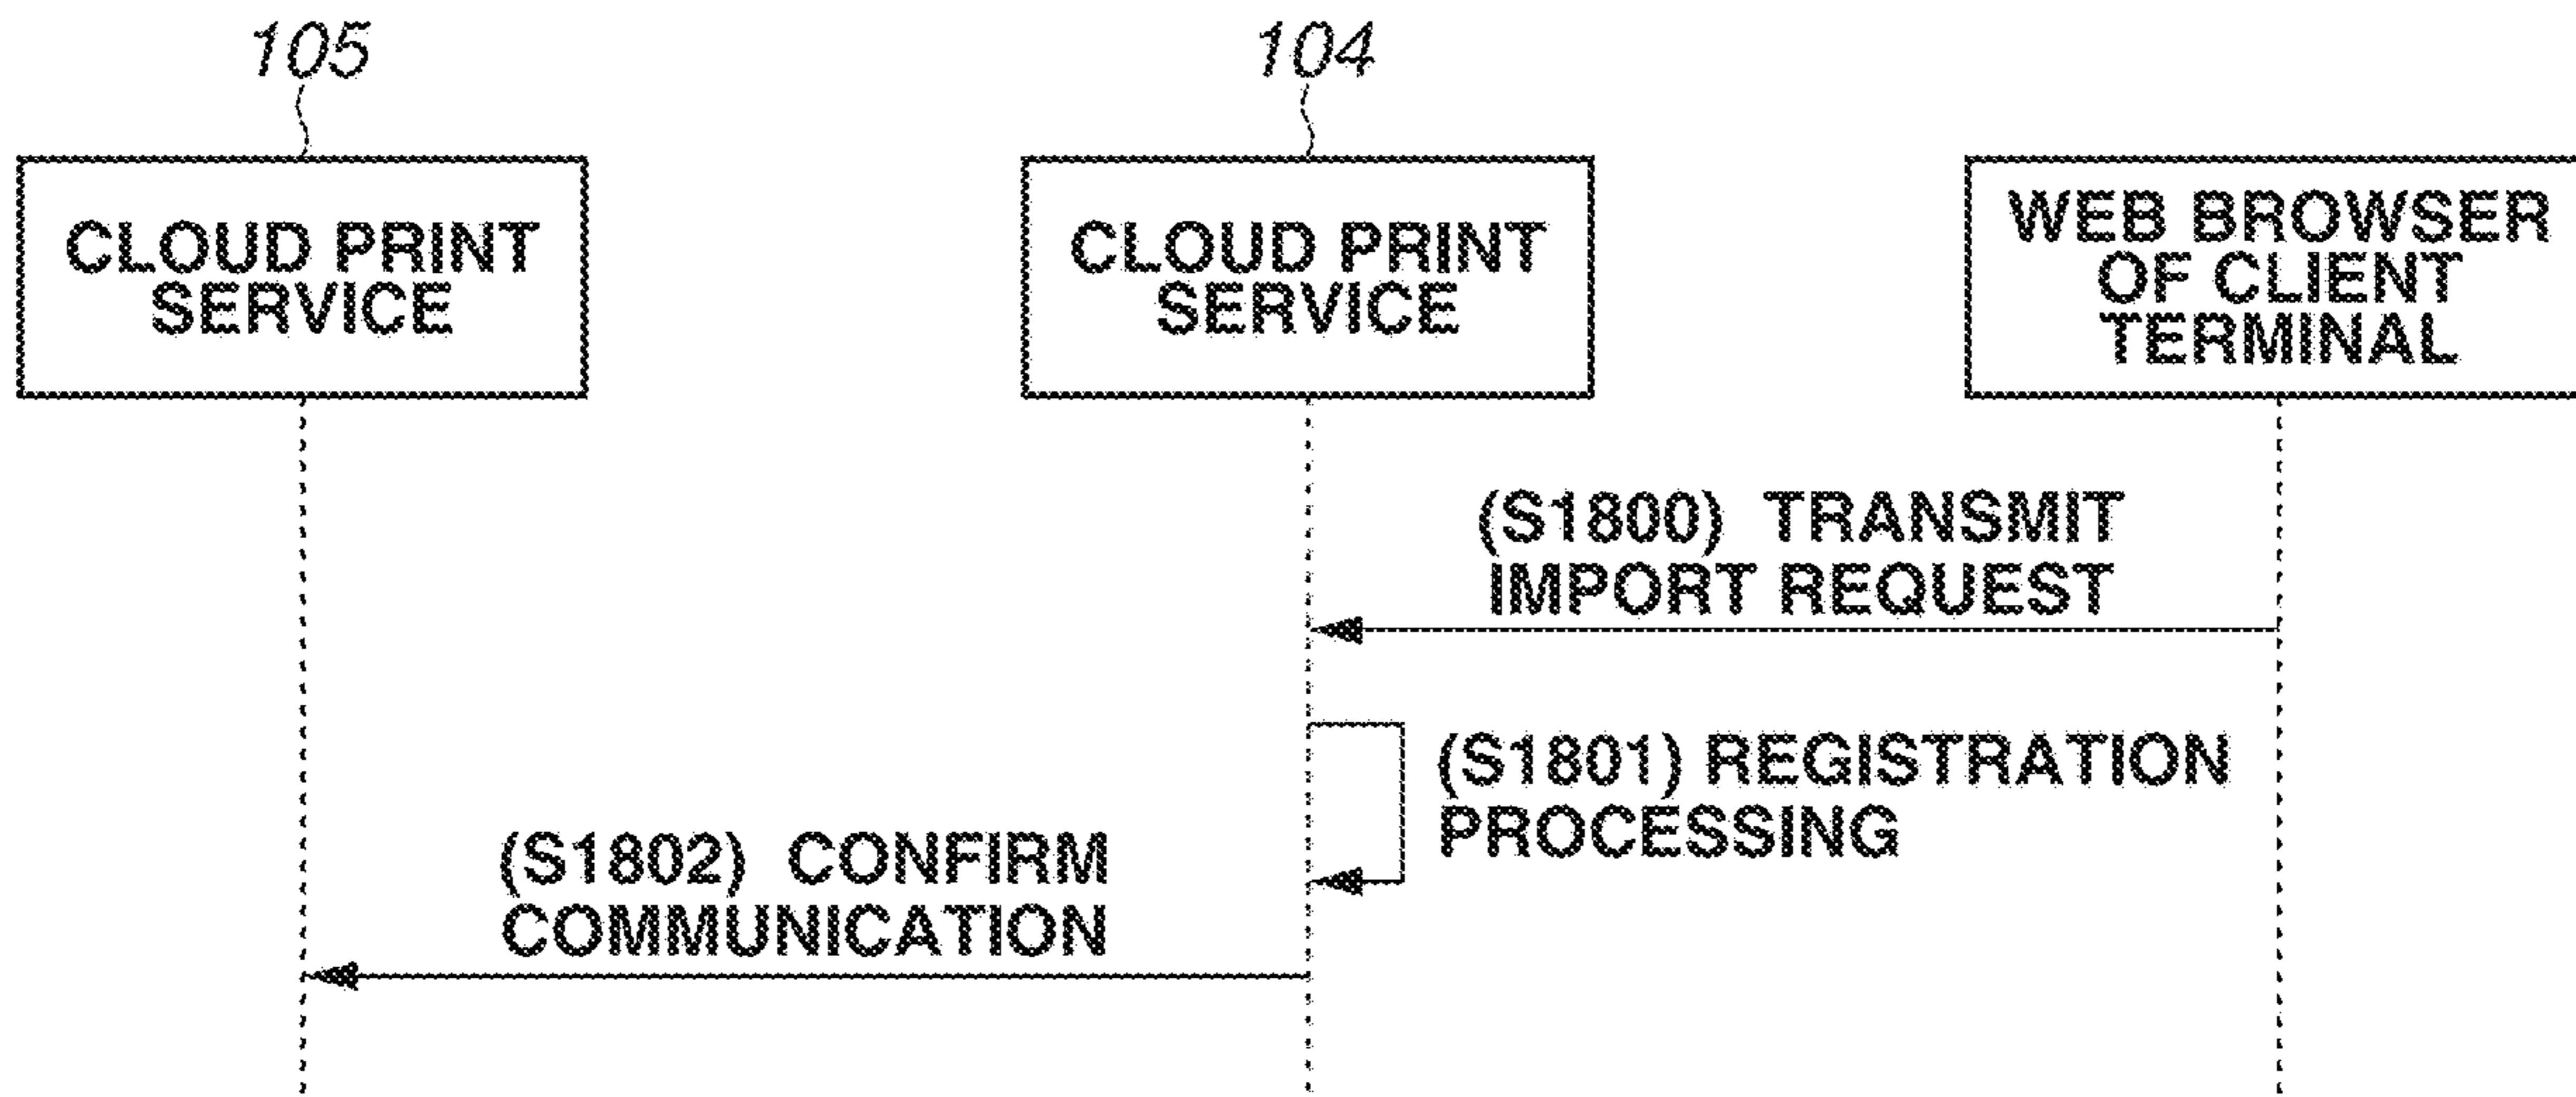 105
104
CLOUD PRINT
SERVICE
CLOUD PRINT
SERVICE
WEB BROWSER
OF CLIENT
TERMINAL
(S1800) TRANSMIT
IMPORT REQUEST
(S1801) REGISTRATION
PROCESSING
(S1802) CONFIRM
COMMUNICATION